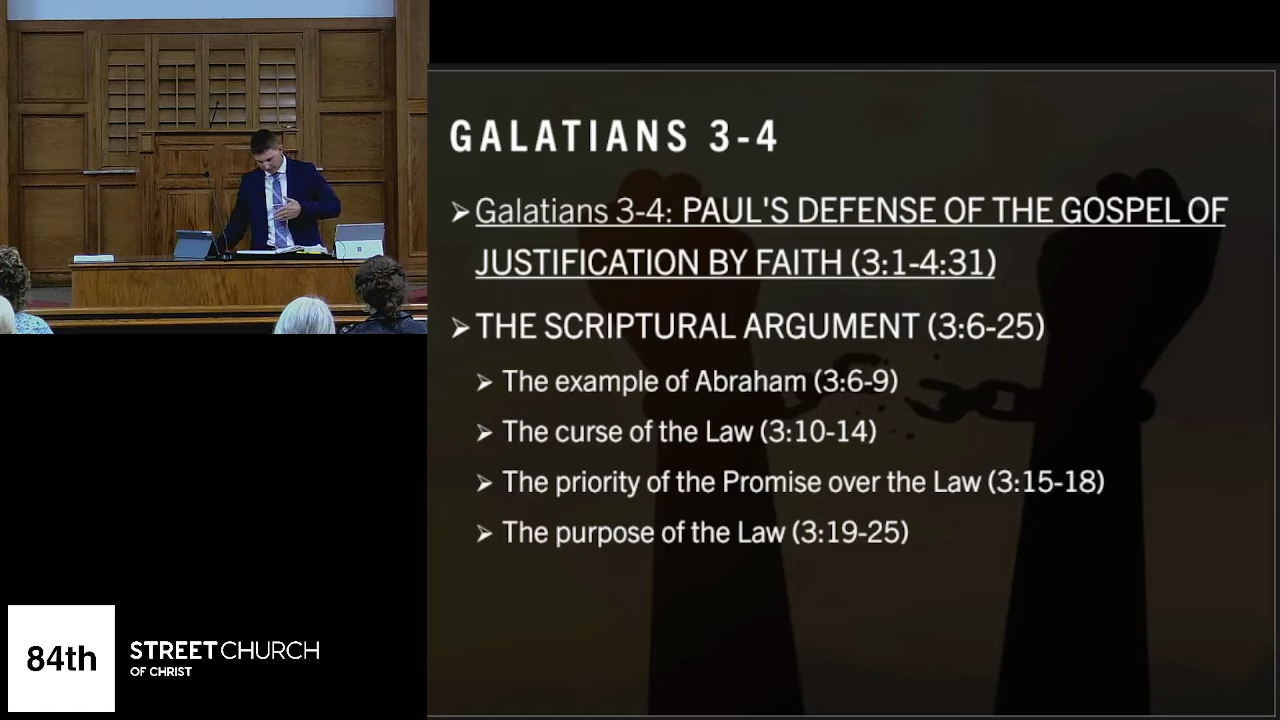 GALATIANS 3-4
➢ Galatians 3-4: PAUL'S DEFENSE OF THE GOSPEL OF
JUSTIFICATION BY FAITH (3:1-4:31)
➢ THE SCRIPTURAL ARGUMENT (3:6-25)
➢ The example of Abraham (3:6-9)
➢ The curse of the Law (3:10-14)
➢ The priority of the Promise over the Law (3:15-18)
➢ The purpose of the Law (3:19-25)
84th
STREET CHURCH
OF CHRIST